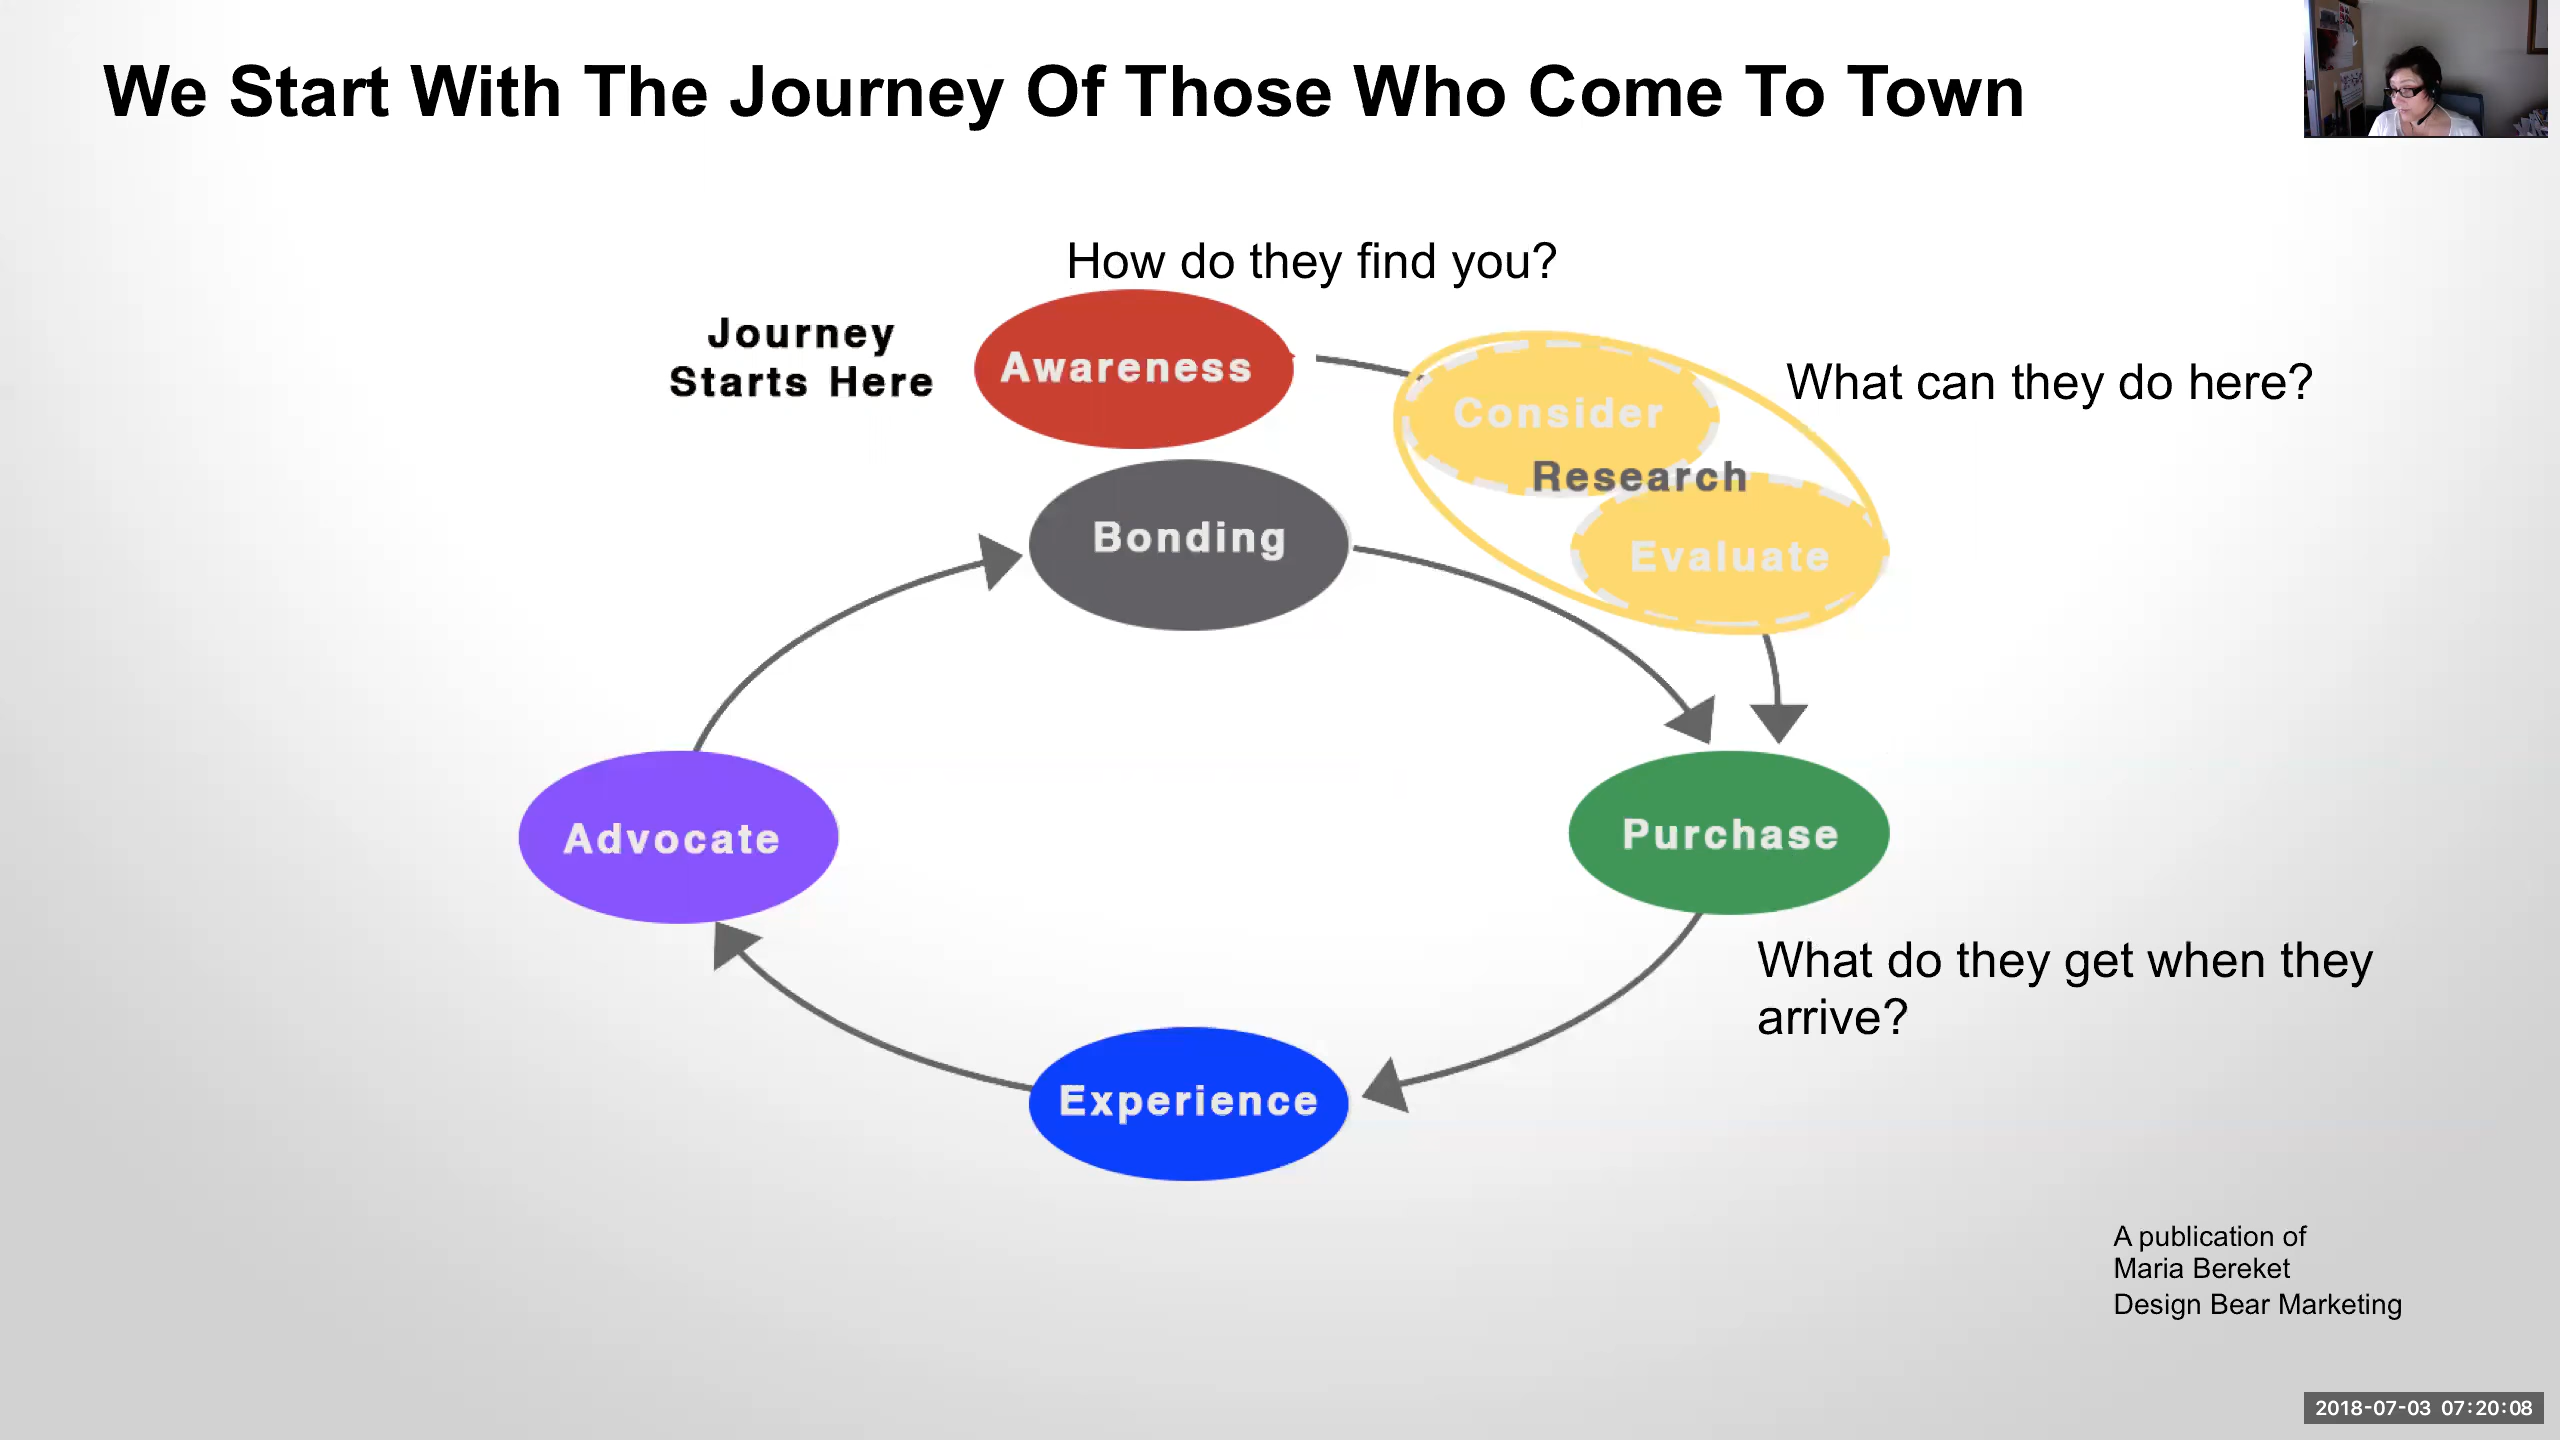 We Start With The Journey Of Those Who Come To Town
How do they find you?
Journey
Starts Here
Awareness
Consider
What can they do here?
Research
Evaluate
Bonding
Advocate
Purchase
What do they get when they
arrive?
Experience
A publication of
Maria Bereket
Design Bear Marketing
2018-07-03 07:20:08